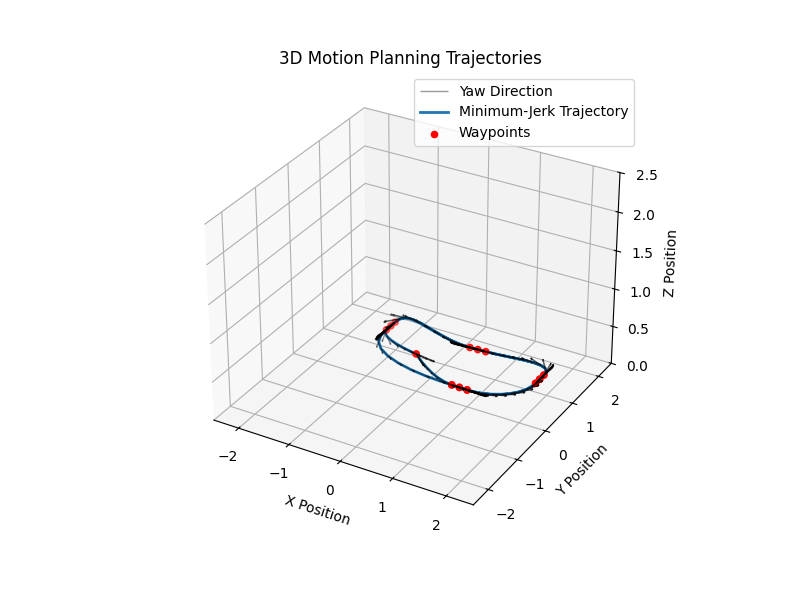 3D Motion Planning Trajectories
Yaw Direction
Minimum-Jerk Trajectory
Waypoints
2.5
2.0
1.5
1.0
0.5
0.0
Z Position
2
1
0
−1
−2
Y Position
−2
−1
0
1
2
X Position